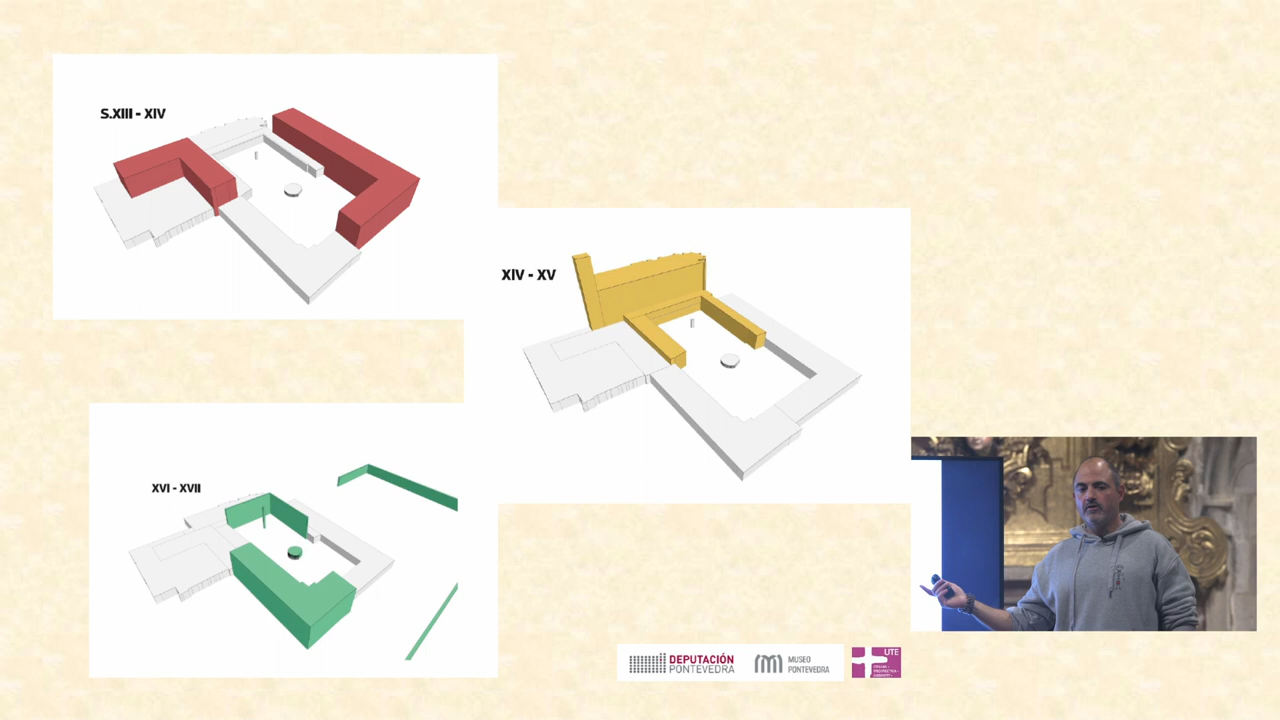 S.XIII - XIV
XIV - XV
XVI - XVII
DEPUTACIÓN
PONTEVEDRA
MUSEO
PONTEVEDRA
UTE